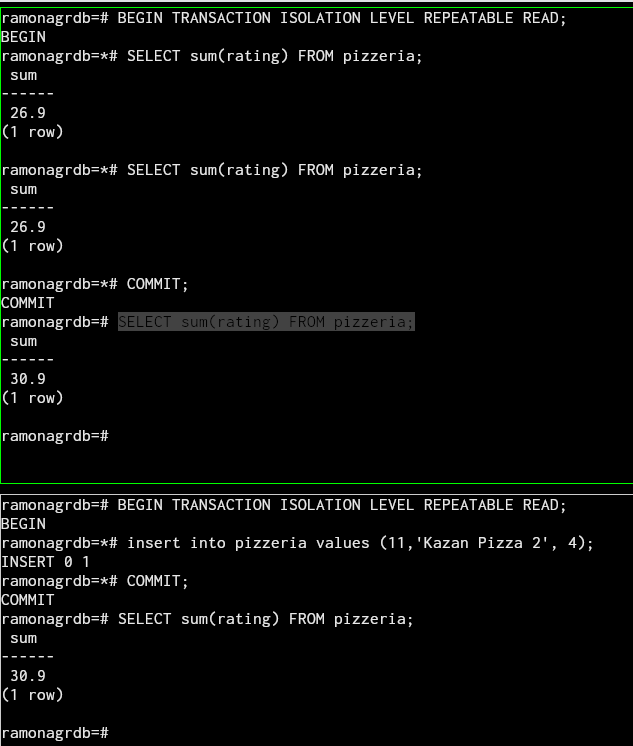 ramonagrdb=# BEGIN TRANSACTION ISOLATION LEVEL REPEATABLE READ;
BEGIN
ramonagrdb=*# SELECT sum(rating) FROM pizzeria;
 sum
------
 26.9
(1 row)

ramonagrdb=*# SELECT sum(rating) FROM pizzeria;
 sum
------
 26.9
(1 row)

ramonagrdb=*# COMMIT;
COMMIT
ramonagrdb=# SELECT sum(rating) FROM pizzeria;
 sum
------
 30.9
(1 row)

ramonagrdb=#
ramonagrdb=# BEGIN TRANSACTION ISOLATION LEVEL REPEATABLE READ;
BEGIN
ramonagrdb=*# insert into pizzeria values (11,'Kazan Pizza 2', 4);
INSERT 0 1
ramonagrdb=*# COMMIT;
COMMIT
ramonagrdb=# SELECT sum(rating) FROM pizzeria;
 sum
------
 30.9
(1 row)

ramonagrdb=#